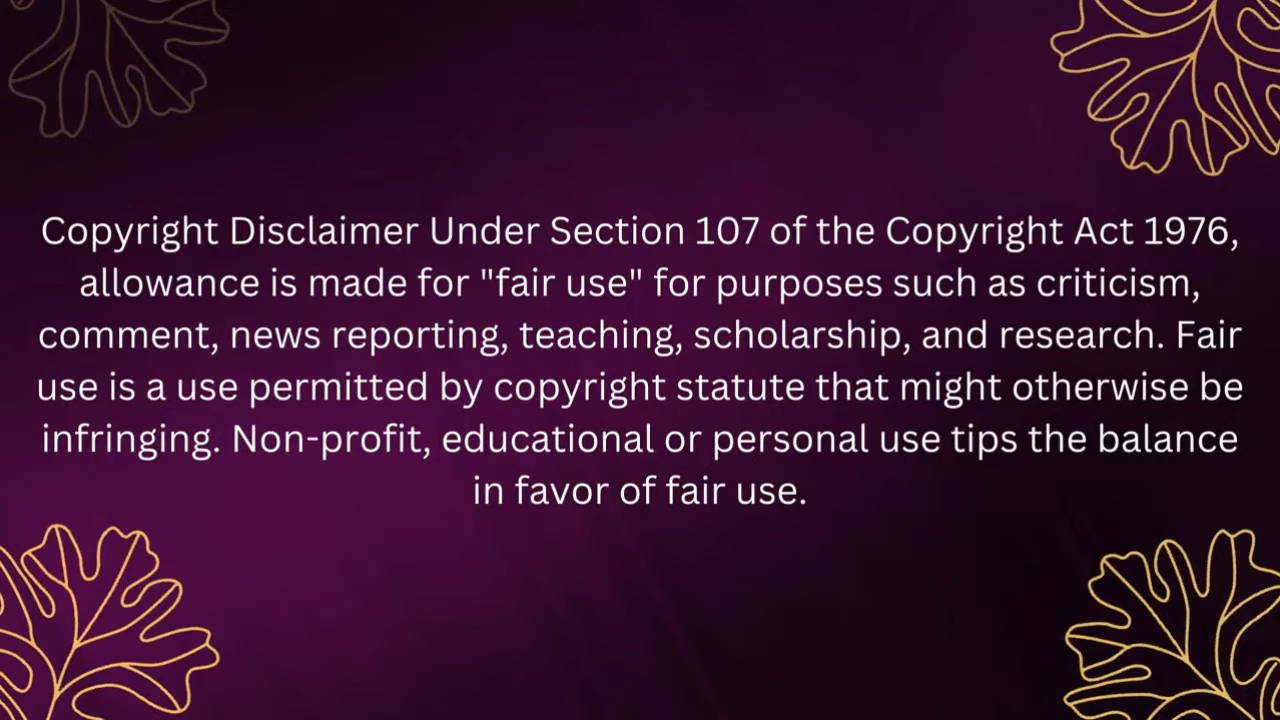 Copyright Disclaimer Under Section 107 of the Copyright Act 1976,
allowance is made for "fair use" for purposes such as criticism,
comment, news reporting, teaching, scholarship, and research. Fair
use is a use permitted by copyright statute that might otherwise be
infringing. Non-profit, educational or personal use tips the balance
in favor of fair use.